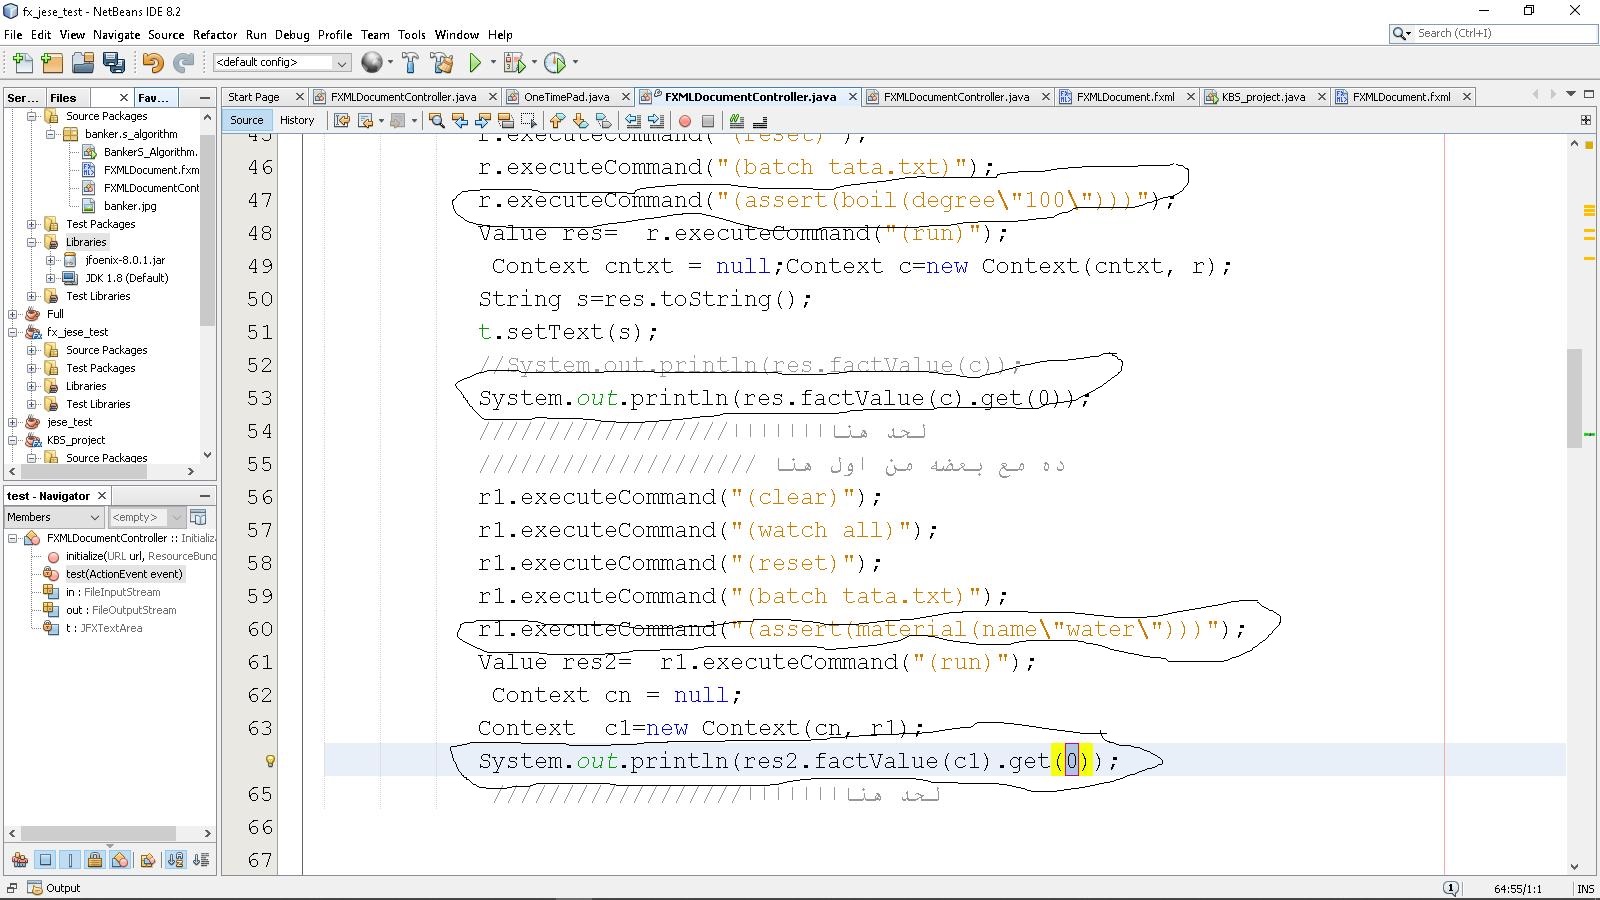 fx_jese_test - NetBeans IDE 8.2
File Edit View Navigate Source Refactor Run Debug Profile Team Tools Window Help
Search (Ctrl+I)
<default config>
Ser... Files Fav...
Start Page FXMLDocumentController.java OneTimePad.java FXMLDocumentController.java FXMLDocumentController.java FXMLDocument.fxml KBS_project.java FXMLDocument.fxml
Source History
Source Packages
banker.s_algorithm
BankerS_Algorithm.
FXMLDocument.fxm
FXMLDocumentCont
banker.jpg
Test Packages
Libraries
jfoenix-8.0.1.jar
JDK 1.8 (Default)
Test Libraries
Full
fx_jese_test
Source Packages
Test Packages
Libraries
Test Libraries
jese_test
KBS_project
Source Packages
test - Navigator
Members <empty>
FXMLDocumentController :: Initializa
initialize(URL url, ResourceBund
test(ActionEvent event)
in : FileInputStream
out : FileOutputStream
t : JFXTextArea
45 r.executeCommand("(reset)");
46 r.executeCommand("(batch tata.txt)");
47 r.executeCommand("(assert(boil(degree\"100\")))");
48 Value res=  r.executeCommand("(run)");
49 Context cntxt = null;Context c=new Context(cntxt, r);
50 String s=res.toString();
51 t.setText(s);
52 //System.out.println(res.factValue(c));
53 System.out.println(res.factValue(c).get(0));
54 //////////////////لحد هنا||||||||
55 //////////////////// ده مع بعضه من اول هنا
56 r1.executeCommand("(clear)");
57 r1.executeCommand("(watch all)");
58 r1.executeCommand("(reset)");
59 r1.executeCommand("(batch tata.txt)");
60 r1.executeCommand("(assert(material(name\"water\")))");
61 Value res2=  r1.executeCommand("(run)");
62 Context cn = null;
63 Context  c1=new Context(cn, r1);
System.out.println(res2.factValue(c1).get(0));
65 //////////////////لحد هنا||||||||
66
67
Output
1 64:55/1:1 INS